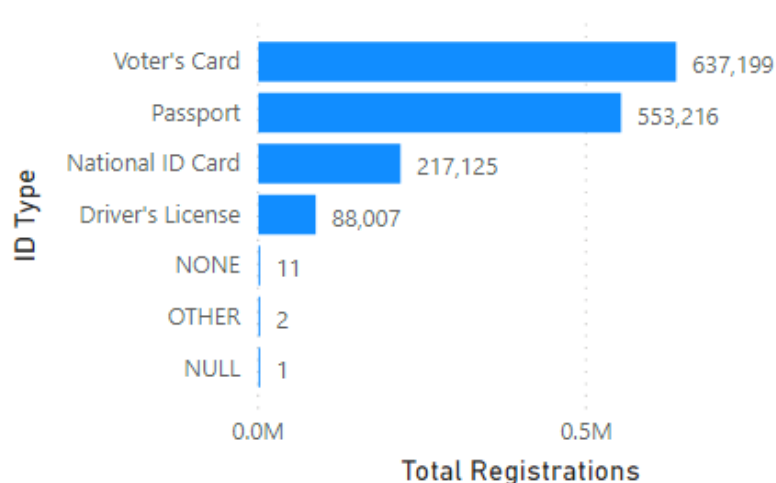 Voter's Card 637,199
Passport 553,216
National ID Card 217,125
Driver's License 88,007
NONE 11
OTHER 2
NULL 1
ID Type
0.0M 0.5M
Total Registrations